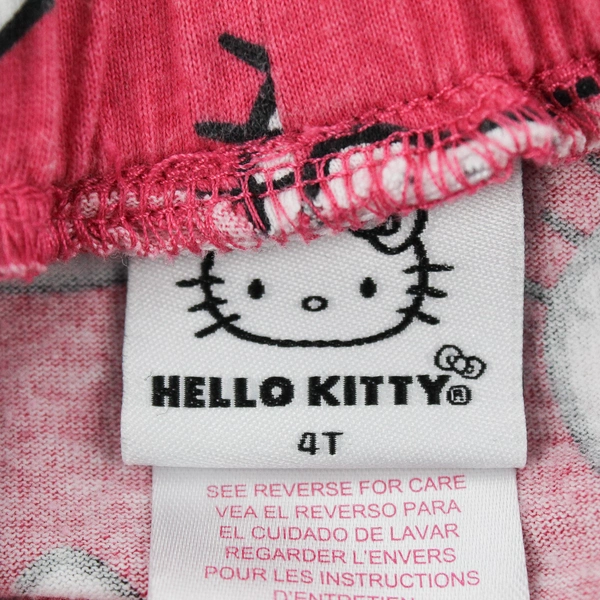 HELLO KITTY®
4T
SEE REVERSE FOR CARE
VEA EL REVERSO PARA
EL CUIDADO DE LAVAR
REGARDER L'ENVERS
POUR LES INSTRUCTIONS
D'ENTRETIEN